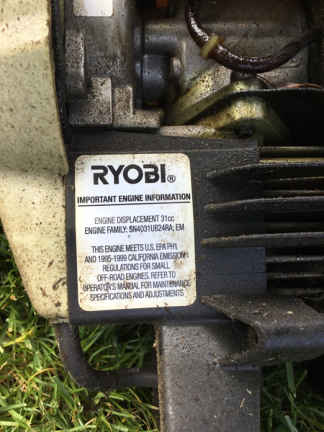 RYOBI®
IMPORTANT ENGINE INFORMATION
ENGINE DISPLACEMENT 31cc
ENGINE FAMILY: SN4031UB24RA; EM
THIS ENGINE MEETS U.S. EPA PH1
AND 1995-1999 CALIFORNIA EMISSION
REGULATIONS FOR SMALL
OFF-ROAD ENGINES. REFER TO
OPERATOR'S MANUAL FOR MAINTENANCE
SPECIFICATIONS AND ADJUSTMENTS